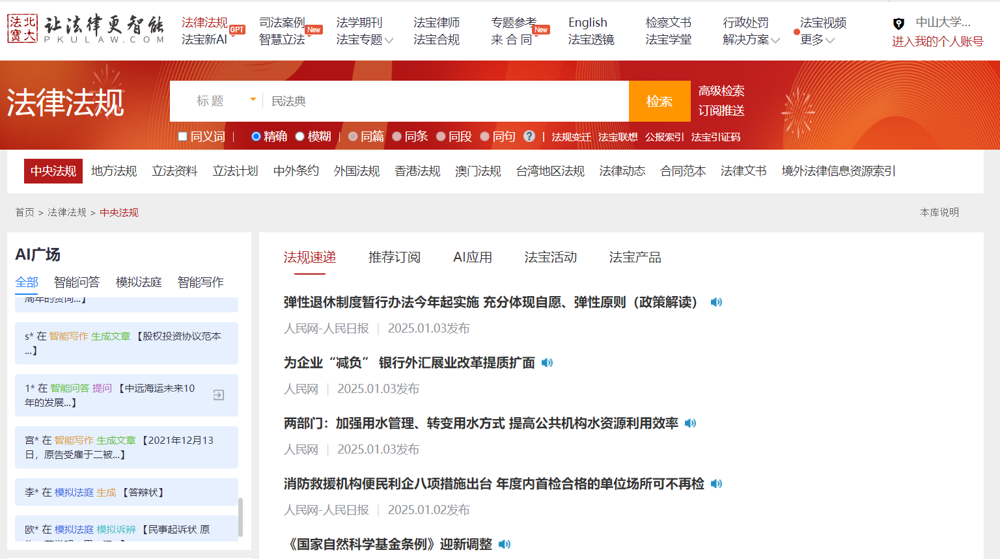 法北寶大
让法律更智能
PKULAW.COM
法律法规
法宝新AI
GPT
司法案例
智慧立法
New
法学期刊
法宝专题
法宝律师
法宝合规
专题参考
来合同
New
English
法宝透镜
检察文书
法宝学堂
行政处罚
解决方案
法宝视频
更多
中山大学...
进入我的个人账号
法律法规
标题
民法典
检索
高级检索
订阅推送
同义词 | 精确 模糊 | 同篇 同条 同段 同句 ? | 法规变迁 法宝联想 公报索引 法宝引证码
中央法规 地方法规 立法资料 立法计划 中外条约 外国法规 香港法规 澳门法规 台湾地区法规 法律动态 合同范本 法律文书 境外法律信息资源索引
首页 > 法律法规 > 中央法规
本库说明
AI广场
全部 智能问答 模拟法庭 智能写作
周年的贺词...】
s* 在 智能写作 生成文章 【股权投资协议范本
...】
1* 在 智能问答 提问 【中远海运未来10
年的发展...】
宫* 在 智能写作 生成文章 【2021年12月13
日，原告受雇于二被...】
李* 在 模拟法庭 生成 【答辩状】
欧* 在 模拟法庭 模拟诉辨 【民事起诉状 原
法规速递 推荐订阅 AI应用 法宝活动 法宝产品
弹性退休制度暂行办法今年起实施 充分体现自愿、弹性原则（政策解读）
人民网-人民日报 | 2025.01.03发布
为企业“减负” 银行外汇展业改革提质扩面
人民网 | 2025.01.03发布
两部门：加强用水管理、转变用水方式 提高公共机构水资源利用效率
人民网 | 2025.01.03发布
消防救援机构便民利企八项措施出台 年度内首检合格的单位场所可不再检
人民网-人民日报 | 2025.01.02发布
《国家自然科学基金条例》迎新调整